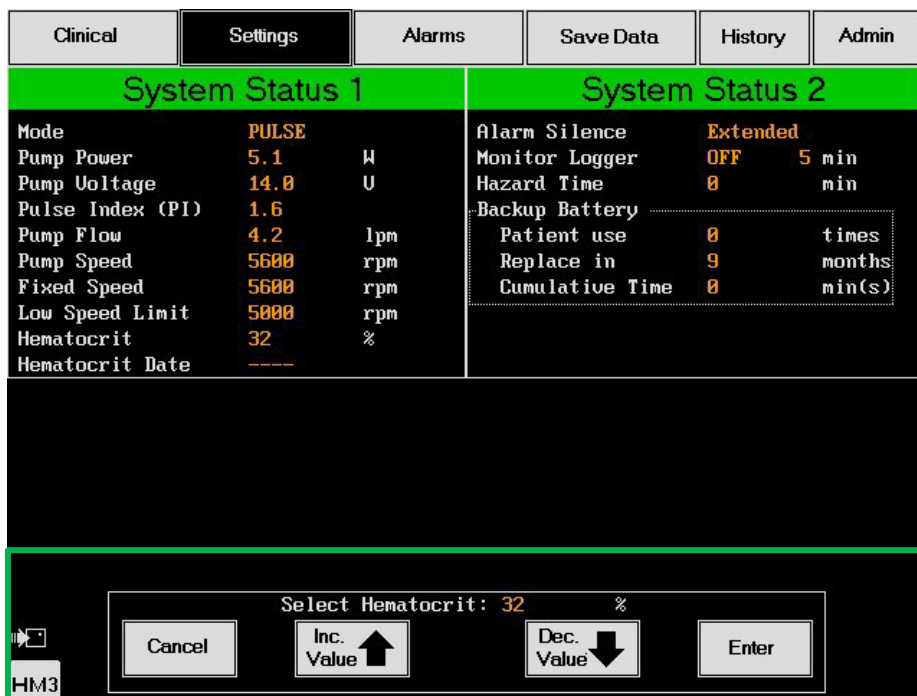 Clinical Settings Alarms Save Data History Admin
System Status 1
Mode PULSE
Pump Power 5.1 W
Pump Voltage 14.0 V
Pulse Index (PI) 1.6
Pump Flow 4.2 lpm
Pump Speed 5600 rpm
Fixed Speed 5600 rpm
Low Speed Limit 5000 rpm
Hematocrit 32 %
Hematocrit Date ----
System Status 2
Alarm Silence Extended
Monitor Logger OFF 5 min
Hazard Time 0 min
Backup Battery
Patient use 0 times
Replace in 9 months
Cumulative Time 0 min(s)
Select Hematocrit: 32 %
Cancel
Inc.
Value
Dec.
Value
Enter
HM3